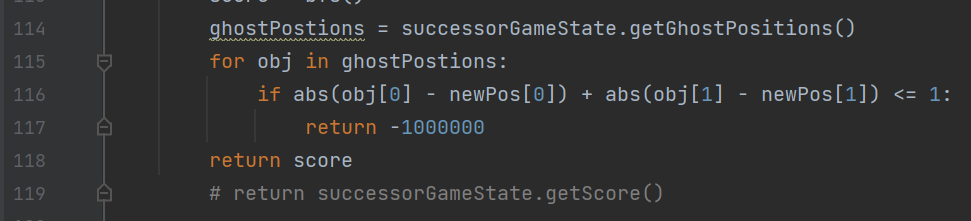 114 ghostPostions = successorGameState.getGhostPositions()
115 for obj in ghostPostions:
116 if abs(obj[0] - newPos[0]) + abs(obj[1] - newPos[1]) <= 1:
117 return -1000000
118 return score
119 # return successorGameState.getScore()